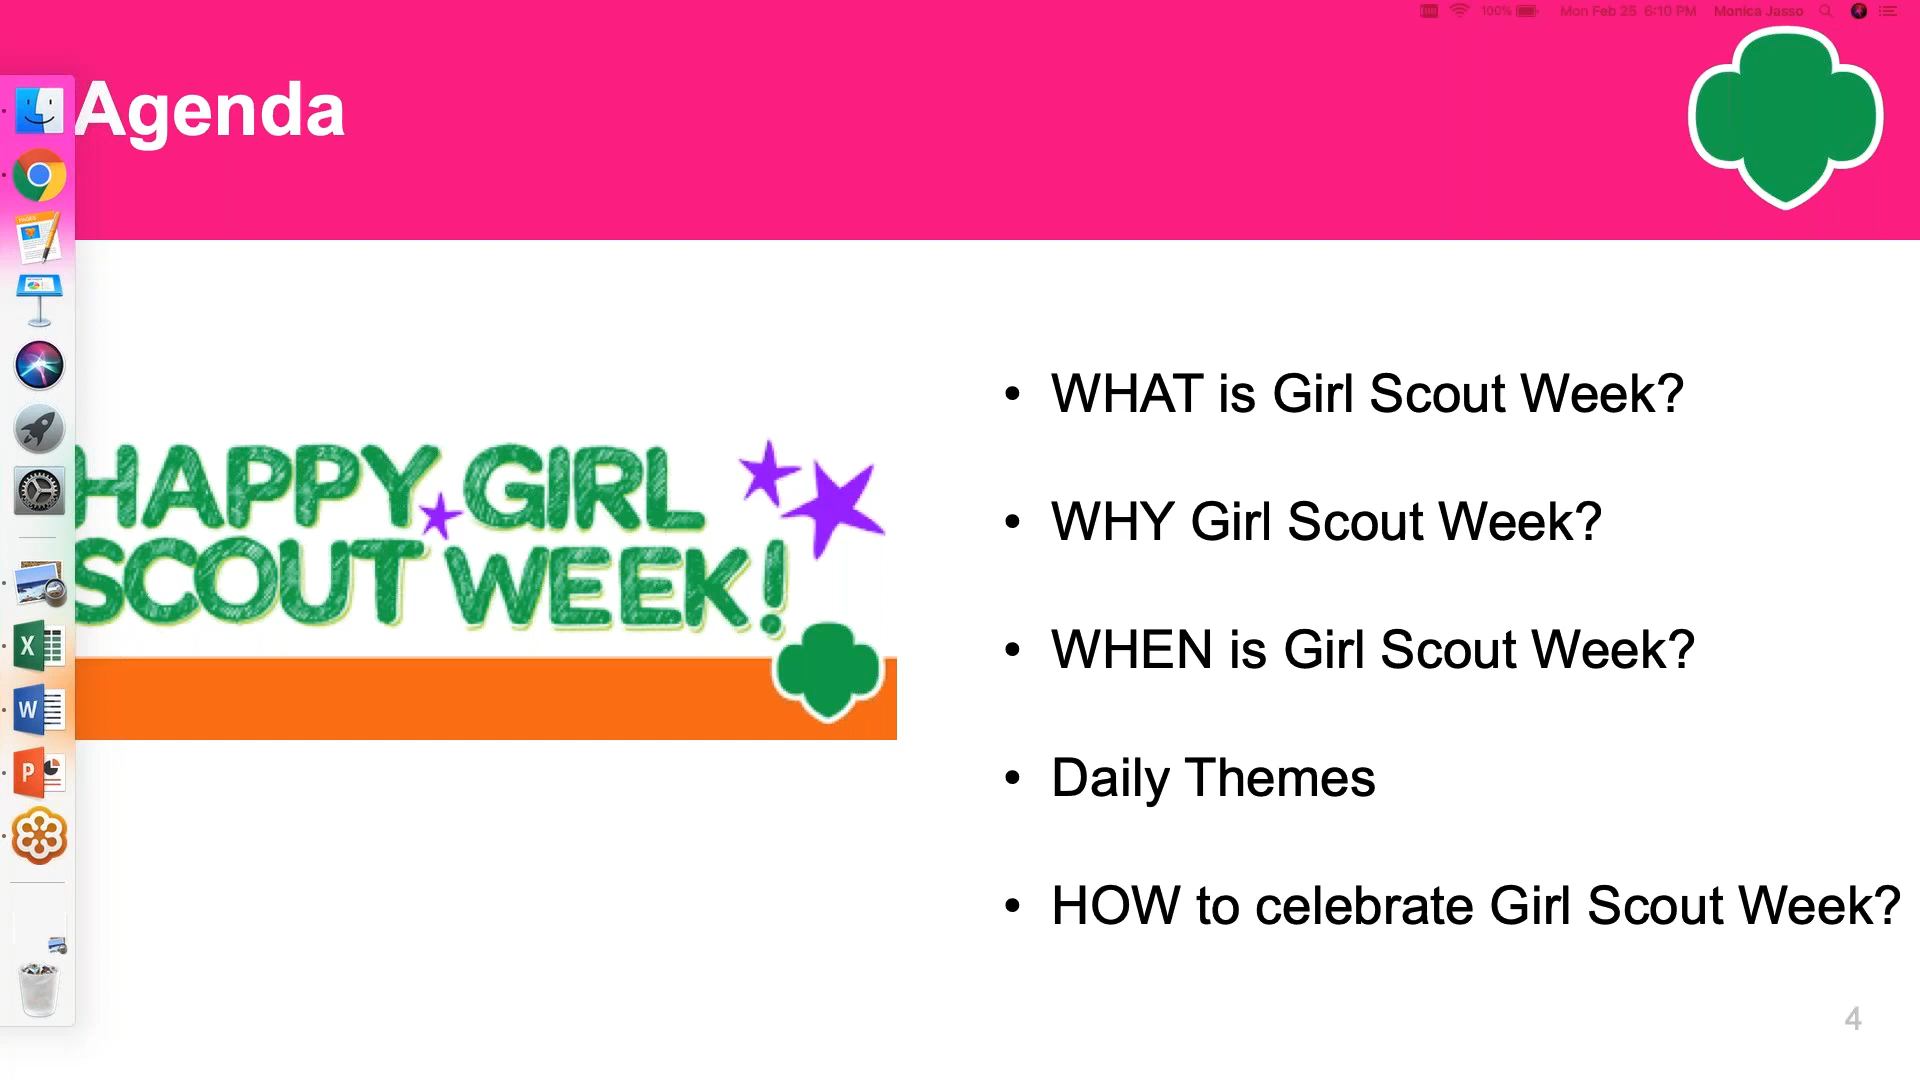 100% Mon Feb 25 6:10 PM Monica Jasso
Agenda
HAPPY GIRL
SCOUT WEEK!
• WHAT is Girl Scout Week?
• WHY Girl Scout Week?
• WHEN is Girl Scout Week?
• Daily Themes
• HOW to celebrate Girl Scout Week?
PAGES
X
W
P
4